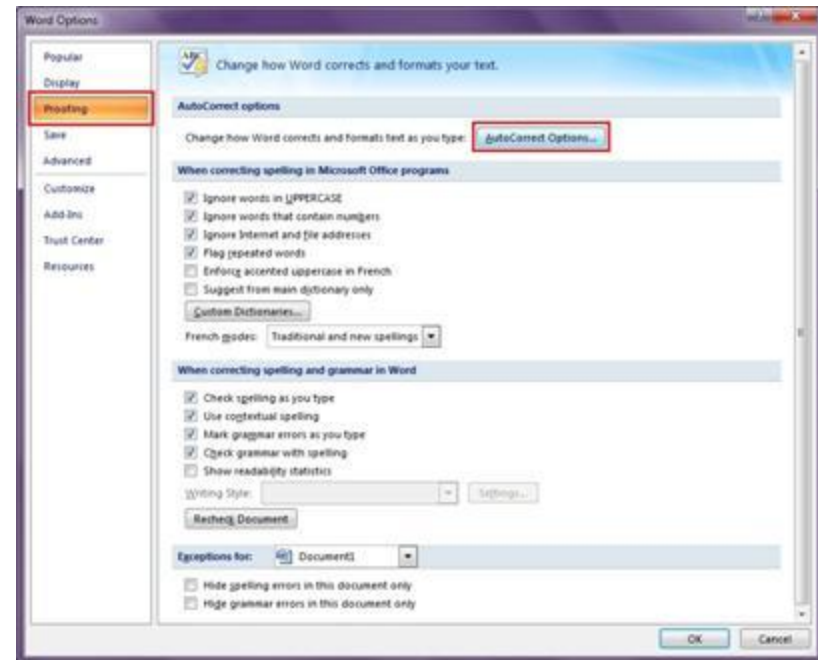 Word Options
Popular
Display
Proofing
Save
Advanced
Customize
Add-Ins
Trust Center
Resources
Change how Word corrects and formats your text.
AutoCorrect options
Change how Word corrects and formats text as you type: AutoCorrect Options...
When correcting spelling in Microsoft Office programs
Ignore words in UPPERCASE
Ignore words that contain numbers
Ignore Internet and file addresses
Flag repeated words
Enforce accented uppercase in French
Suggest from main dictionary only
Custom Dictionaries...
French modes: Traditional and new spellings
When correcting spelling and grammar in Word
Check spelling as you type
Use contextual spelling
Mark grammar errors as you type
Check grammar with spelling
Show readability statistics
Writing Style: Settings...
Recheck Document
Exceptions for: Document1
Hide spelling errors in this document only
Hide grammar errors in this document only
OK Cancel